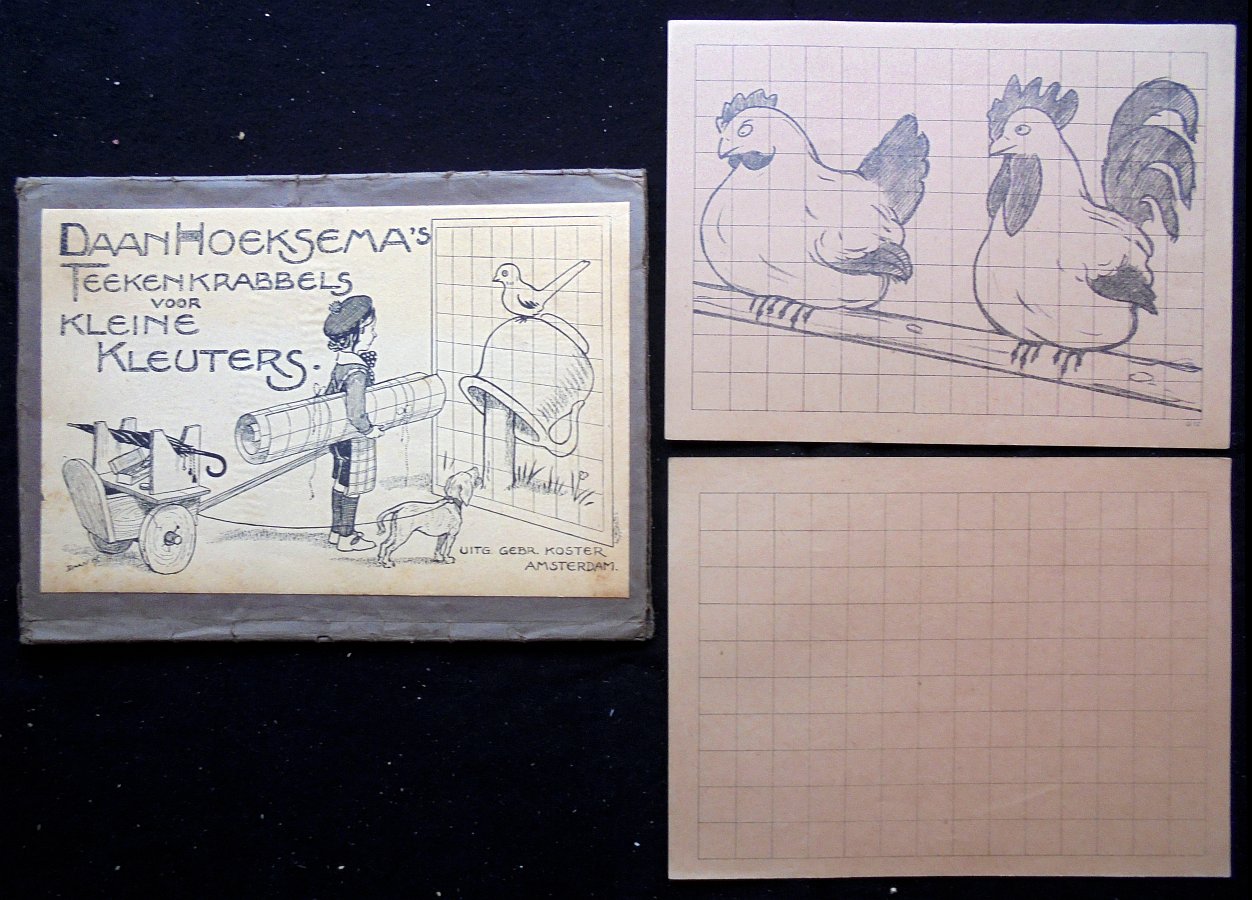 DAAN HOEKSEMA'S
TEEKENKRABBELS
VOOR
KLEINE
KLEUTERS.
UITG. GEBR. KOSTER
AMSTERDAM.